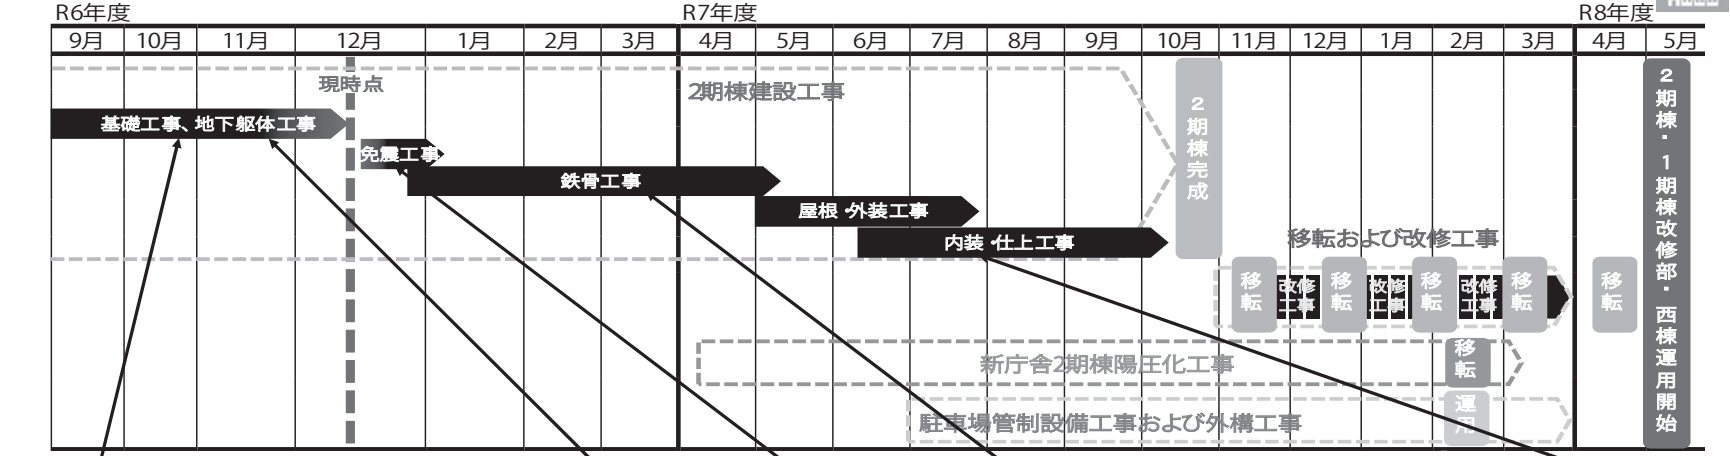 R6年度
R7年度
R8年度
9月
10月
11月
12月
1月
2月
3月
4月
5月
6月
7月
8月
9月
10月
11月
12月
1月
2月
3月
4月
5月
現時点
2期棟建設工事
基礎工事、地下躯体工事
免震工事
鉄骨工事
屋根・外装工事
内装・仕上工事
2期棟完成
移転および改修工事
移転
改修工事
移転
改修工事
移転
改修工事
移転
移転
新庁舎2期棟陽圧化工事
移転
駐車場管制設備工事および外構工事
運用
2期棟・1期棟改修部・西棟運用開始